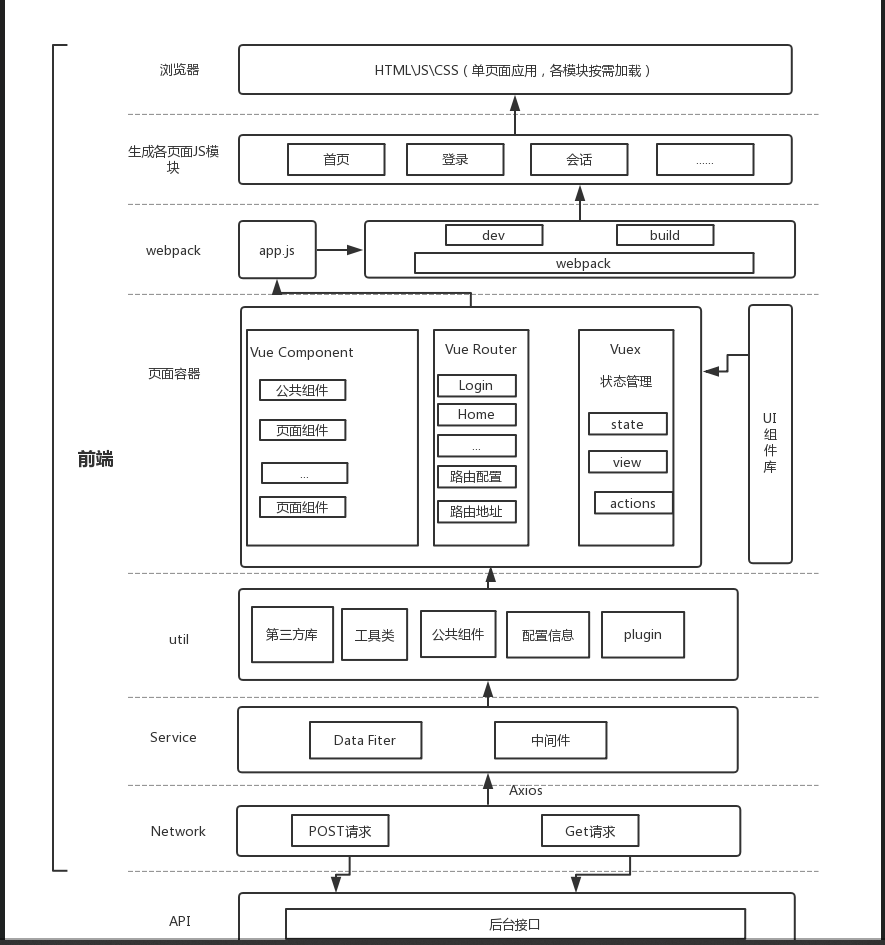 浏览器
HTML\JS\CSS（单页面应用，各模块按需加载）
生成各页面JS模
块
首页
登录
会话
......
webpack
app.js
dev
build
webpack
前端
页面容器
Vue Component
公共组件
页面组件
...
页面组件
Vue Router
Login
Home
...
路由配置
路由地址
Vuex
状态管理
state
view
actions
UI
组
件
库
util
第三方库
工具类
公共组件
配置信息
plugin
Service
Data Fiter
中间件
Axios
Network
POST请求
Get请求
API
后台接口